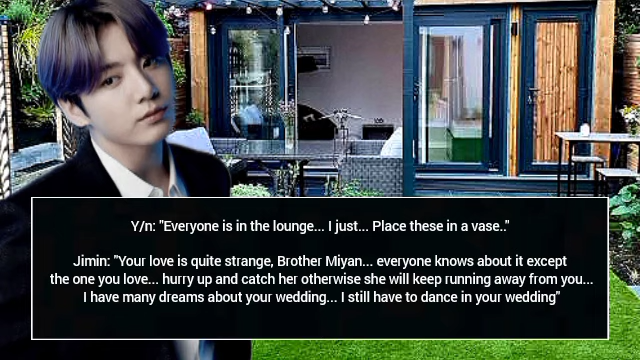 Y/n: "Everyone is in the lounge... I just... Place these in a vase.."
Jimin: "Your love is quite strange, Brother Miyan... everyone knows about it except
the one you love... hurry up and catch her otherwise she will keep running away from you...
I have many dreams about your wedding... I still have to dance in your wedding"